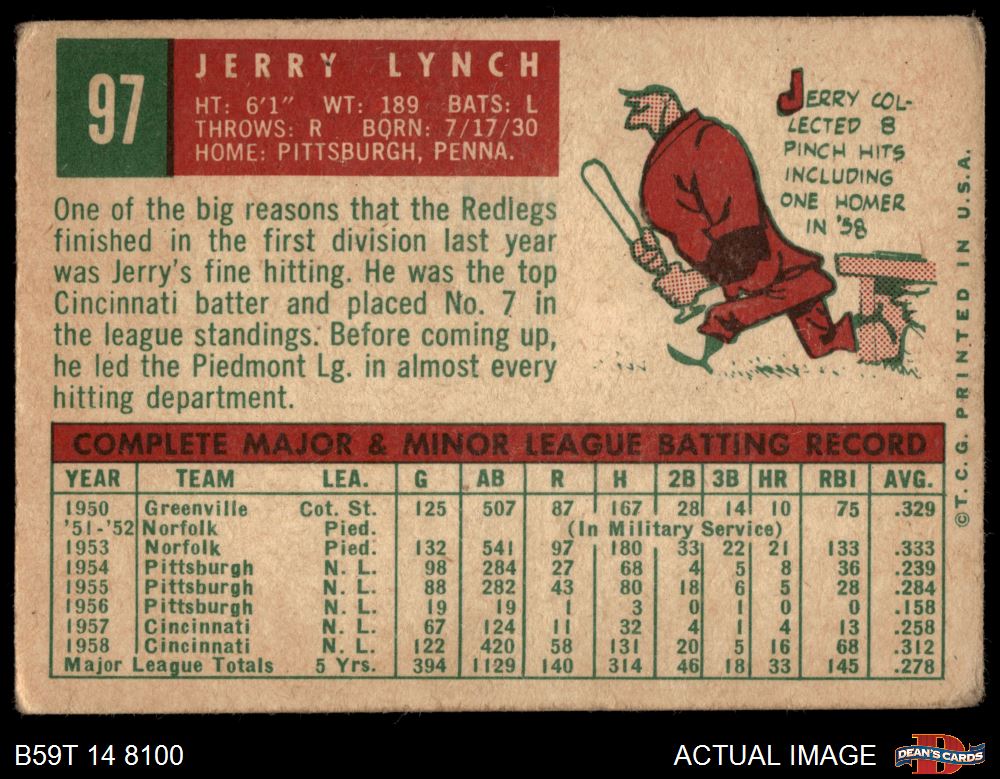 97
JERRY LYNCH
HT: 6'1" WT: 189 BATS: L
THROWS: R BORN: 7/17/30
HOME: PITTSBURGH, PENNA.
One of the big reasons that the Redlegs
finished in the first division last year
was Jerry's fine hitting. He was the top
Cincinnati batter and placed No. 7 in
the league standings. Before coming up,
he led the Piedmont Lg. in almost every
hitting department.
JERRY COL-
LECTED 8
PINCH HITS
INCLUDING
ONE HOMER
IN '58
COMPLETE MAJOR & MINOR LEAGUE BATTING RECORD
YEAR TEAM LEA. G AB R H 2B 3B HR RBI AVG.
1950 Greenville Cot. St. 125 507 87 167 28 14 10 75 .329
'51-'52 Norfolk Pied. (In Military Service)
1953 Norfolk Pied. 132 541 97 180 33 22 21 133 .333
1954 Pittsburgh N. L. 98 284 27 68 4 5 8 36 .239
1955 Pittsburgh N. L. 88 282 43 80 18 6 5 28 .284
1956 Pittsburgh N. L. 19 19 1 3 0 1 0 0 .158
1957 Cincinnati N. L. 67 124 11 32 4 1 4 13 .258
1958 Cincinnati N. L. 122 420 58 131 20 5 16 68 .312
Major League Totals 5 Yrs. 394 1129 140 314 46 18 33 145 .278
©T. C. G. PRINTED IN U.S.A.
B59T 14 8100
ACTUAL IMAGE
D
DEAN'S CARDS